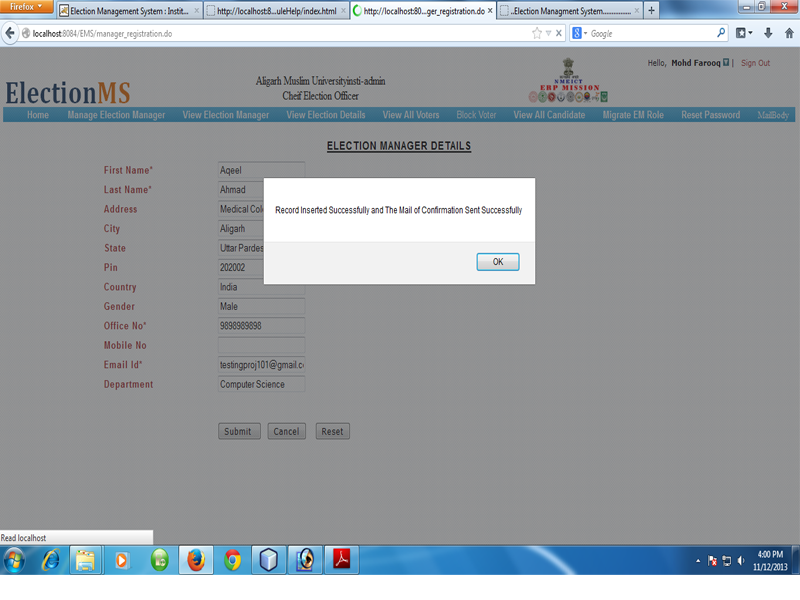 Firefox
Election Management System : Instit...
http://localhost:8...uleHelp/index.html
http://localhost:80...ger_registration.do
..Election Managment System...............
localhost:8084/EMS/manager_registration.do
Google
ElectionMS
Aligarh Muslim Universityinsti-admin
Cheif Election Officer
NMEICT
ERP MISSION
Hello, Mohd Farooq | Sign Out
Home Manage Election Manager View Election Manager View Election Details View All Voters Block Voter View All Candidate Migrate EM Role Reset Password MailBody
ELECTION MANAGER DETAILS
First Name* Aqeel
Last Name* Ahmad
Address Medical Col
City Aligarh
State Uttar Pardes
Pin 202002
Country India
Gender Male
Office No* 9898989898
Mobile No
Email Id* testingproj101@gmail.c
Department Computer Science
Record Inserted Successfully and The Mail of Confirmation Sent Successfully
OK
Submit Cancel Reset
Read localhost
4:00 PM
11/12/2013